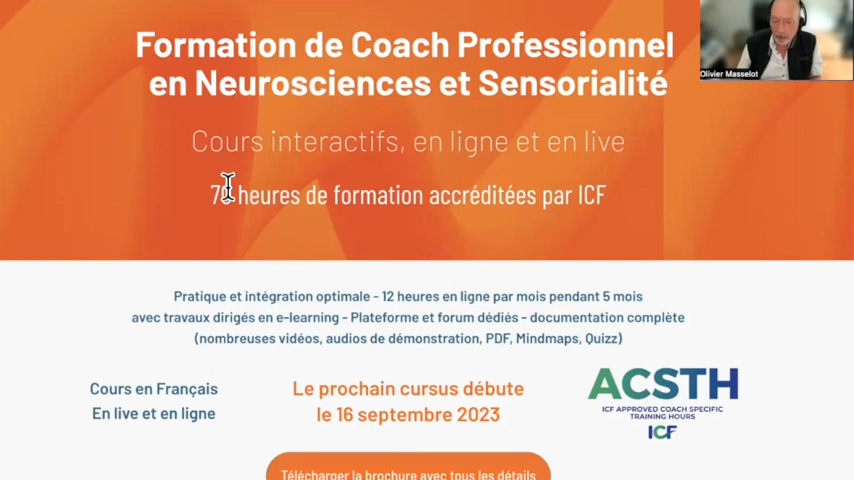 Formation de Coach Professionnel
en Neurosciences et Sensorialité
Olivier Masselot
Cours interactifs, en ligne et en live
heures de formation accréditées par ICF
Pratique et intégration optimale - 12 heures en ligne par mois pendant 5 mois
avec travaux dirigés en e-learning - Plateforme et forum dédiés - documentation complète
(nombreuses vidéos, audios de démonstration, PDF, Mindmaps, Quizz)
Cours en Français
En live et en ligne
Le prochain cursus débute
le 16 septembre 2023
ACSTH
ICF APPROVED COACH SPECIFIC
TRAINING HOURS
ICF
Télécharger la brochure avec tous les détails